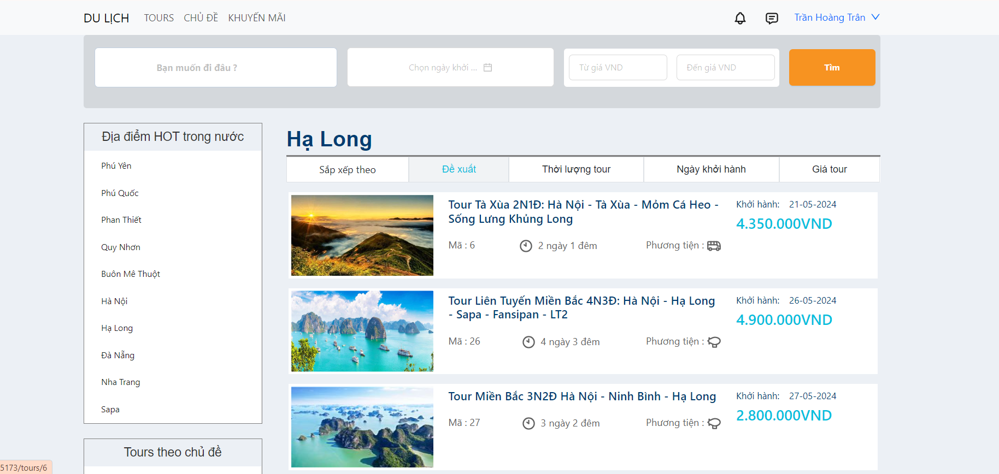 DU LỊCH TOURS CHỦ ĐỀ KHUYẾN MÃI Trần Hoàng Trân
Bạn muốn đi đâu ? Chọn ngày khởi ... Từ giá VND Đến giá VND Tìm
Địa điểm HOT trong nước
Phú Yên
Phú Quốc
Phan Thiết
Quy Nhơn
Buôn Mê Thuột
Hà Nội
Hạ Long
Đà Nẵng
Nha Trang
Sapa
Tours theo chủ đề
Hạ Long
Sắp xếp theo Đề xuất Thời lượng tour Ngày khởi hành Giá tour
Tour Tà Xùa 2N1Đ: Hà Nội - Tà Xùa - Mỏm Cá Heo -
Sống Lưng Khủng Long
Mã : 6 2 ngày 1 đêm Phương tiện :
Khởi hành: 21-05-2024
4.350.000VND
Tour Liên Tuyến Miền Bắc 4N3Đ: Hà Nội - Hạ Long
- Sapa - Fansipan - LT2
Mã : 26 4 ngày 3 đêm Phương tiện :
Khởi hành: 26-05-2024
4.900.000VND
Tour Miền Bắc 3N2Đ Hà Nội - Ninh Bình - Hạ Long
Mã : 27 3 ngày 2 đêm Phương tiện :
Khởi hành: 27-05-2024
2.800.000VND
5173/tours/6